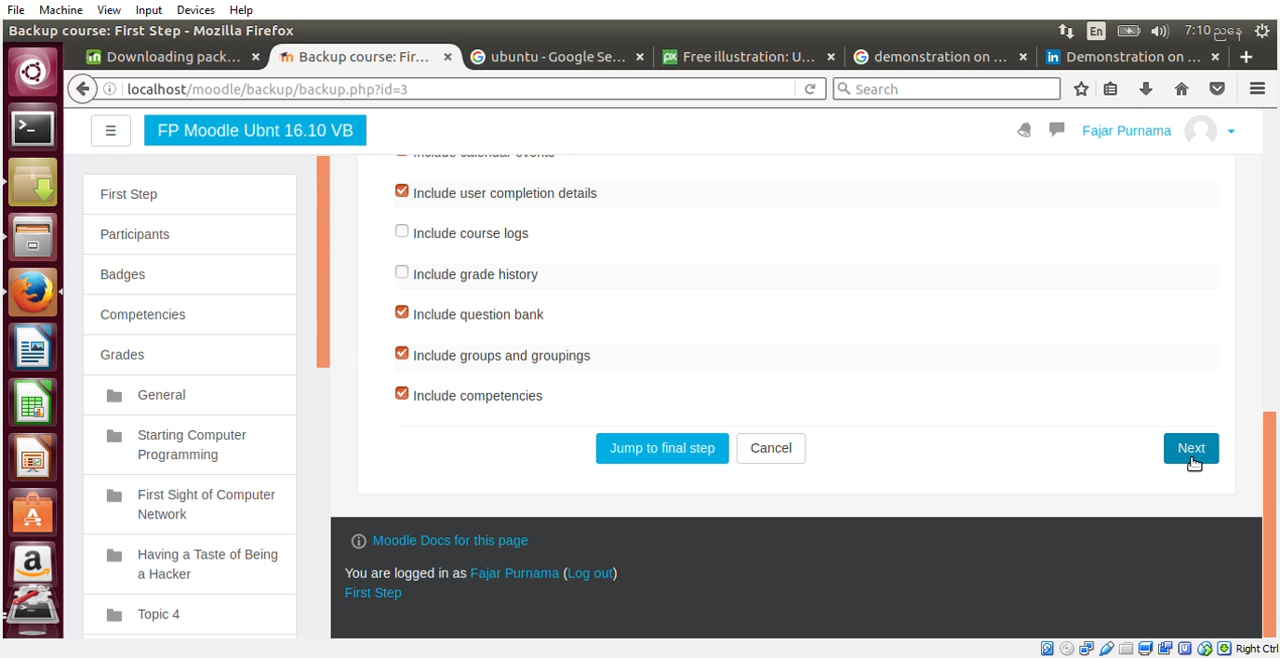 File Machine View Input Devices Help
Backup course: First Step - Mozilla Firefox
En 7:10 ညနေ
Downloading pack... × Backup course: Fir... × ubuntu - Google Se... × Free illustration: U... × demonstration on ... × Demonstration on ... × +
localhost/moodle/backup/backup.php?id=3 Search
FP Moodle Ubnt 16.10 VB Fajar Purnama
First Step
Participants
Badges
Competencies
Grades
General
Starting Computer
Programming
First Sight of Computer
Network
Having a Taste of Being
a Hacker
Topic 4
Include calendar events
Include user completion details
Include course logs
Include grade history
Include question bank
Include groups and groupings
Include competencies
Jump to final step Cancel Next
Moodle Docs for this page
You are logged in as Fajar Purnama (Log out)
First Step
Right Ctrl